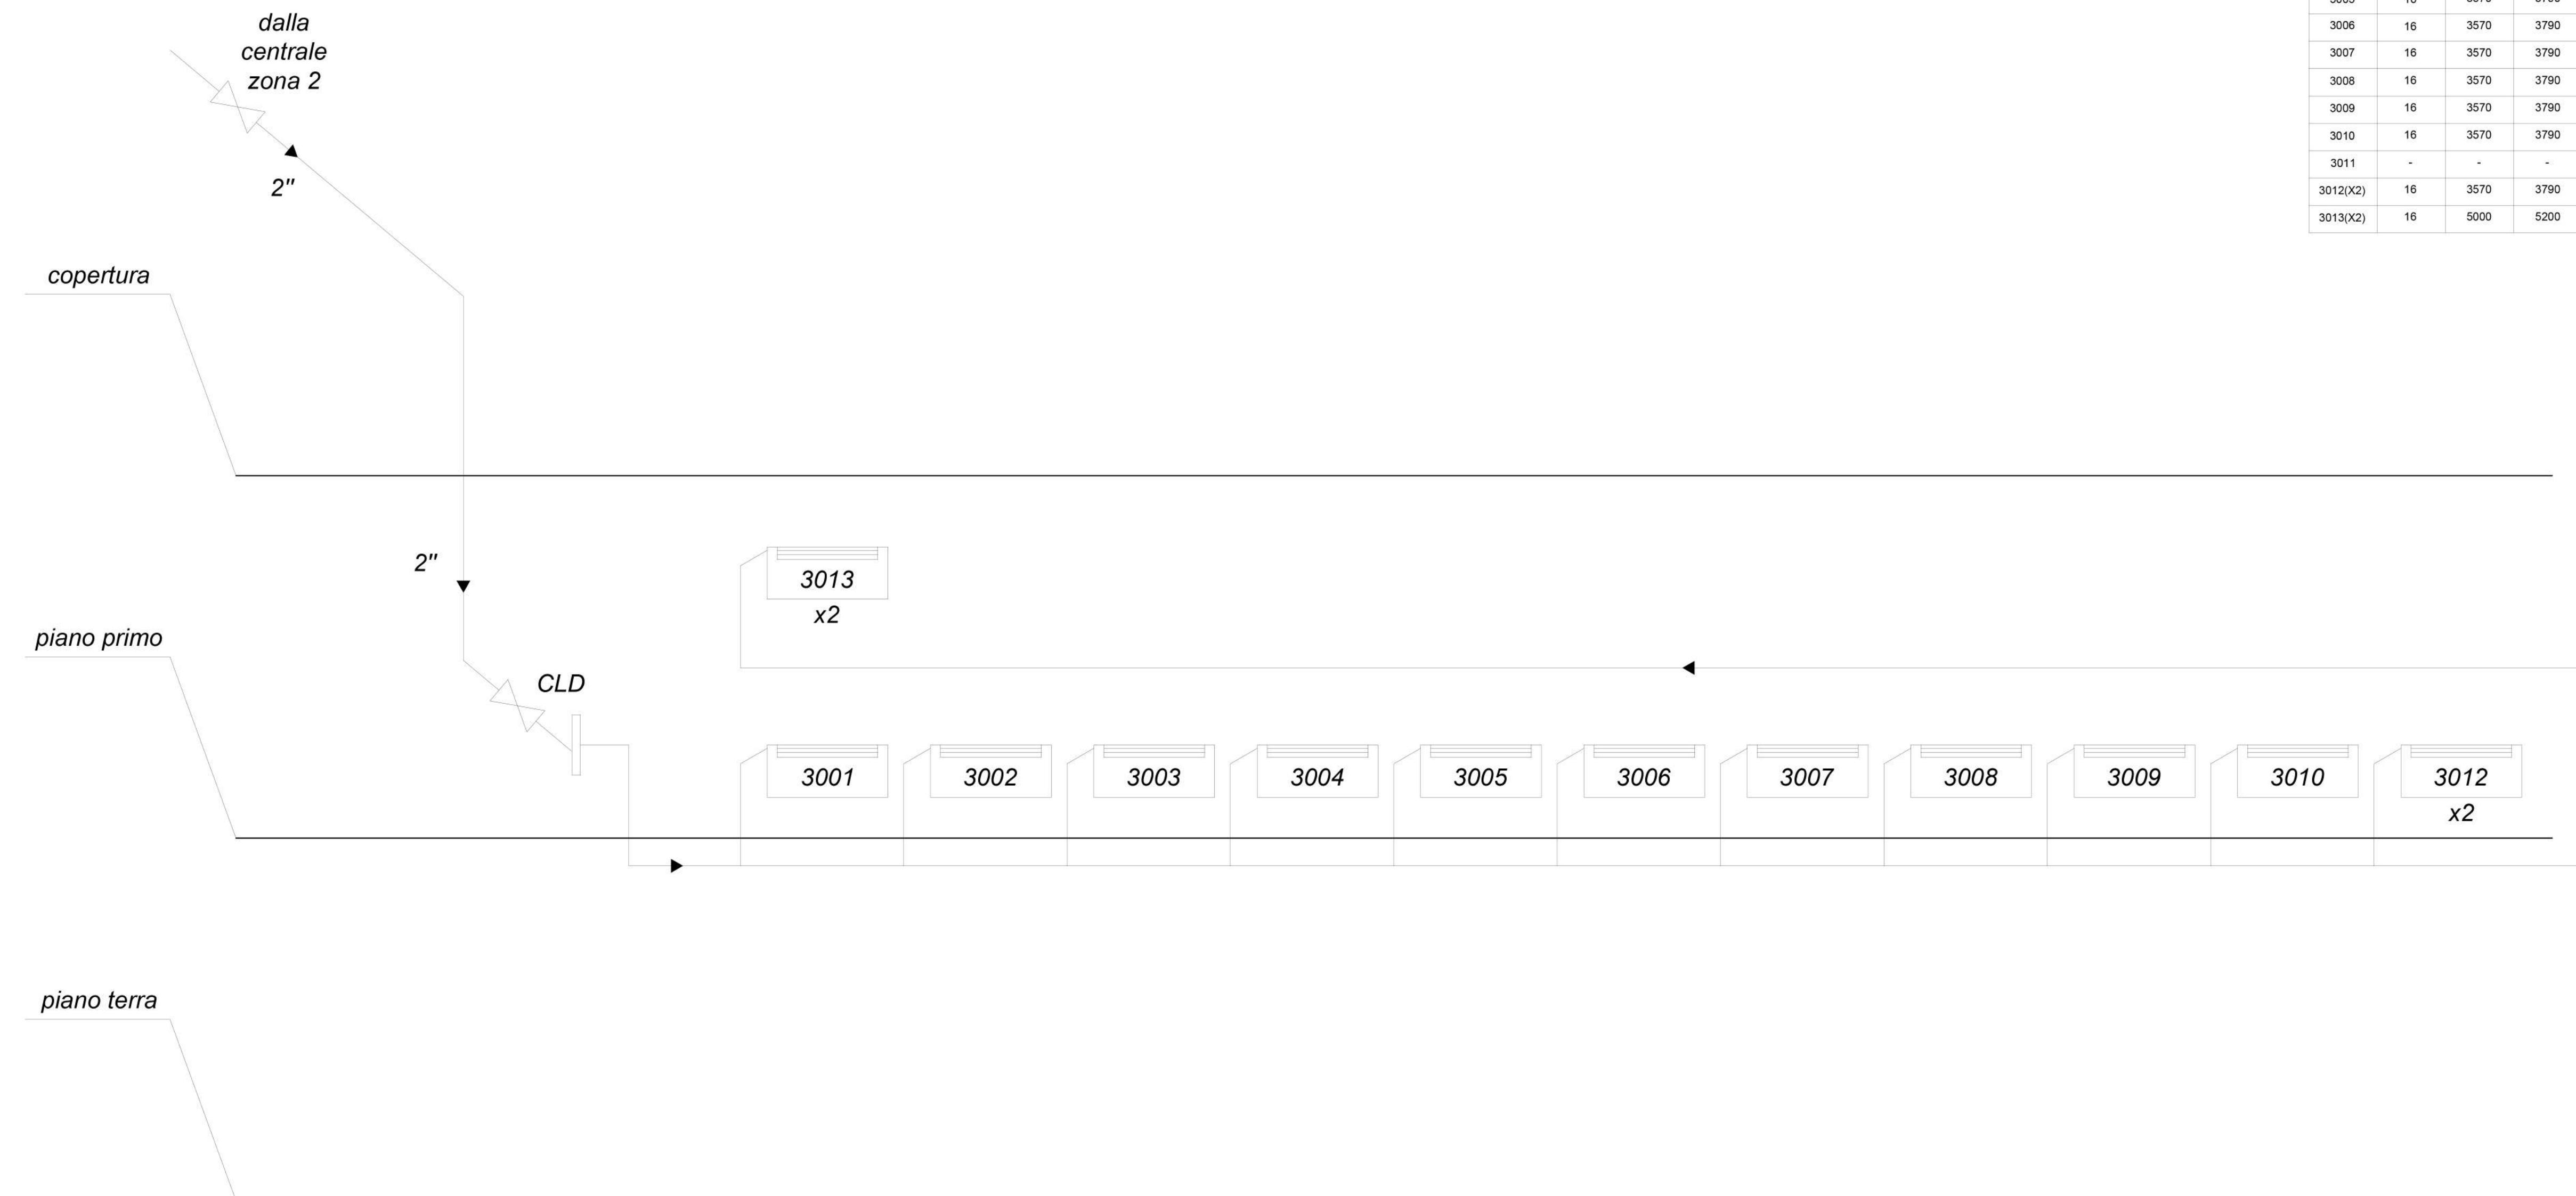 dalla
centrale
zona 2
2"
3006 16 3570 3790
3007 16 3570 3790
3008 16 3570 3790
3009 16 3570 3790
3010 16 3570 3790
3011 - - -
3012(X2) 16 3570 3790
3013(X2) 16 5000 5200
copertura
2"
3013
x2
piano primo
CLD
3001 3002 3003 3004 3005 3006 3007 3008 3009 3010 3012
x2
piano terra